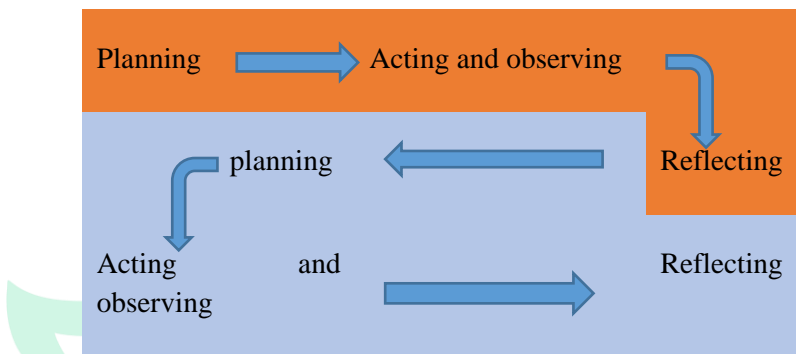 Planning Acting and observing
planning Reflecting
Acting and Reflecting
observing